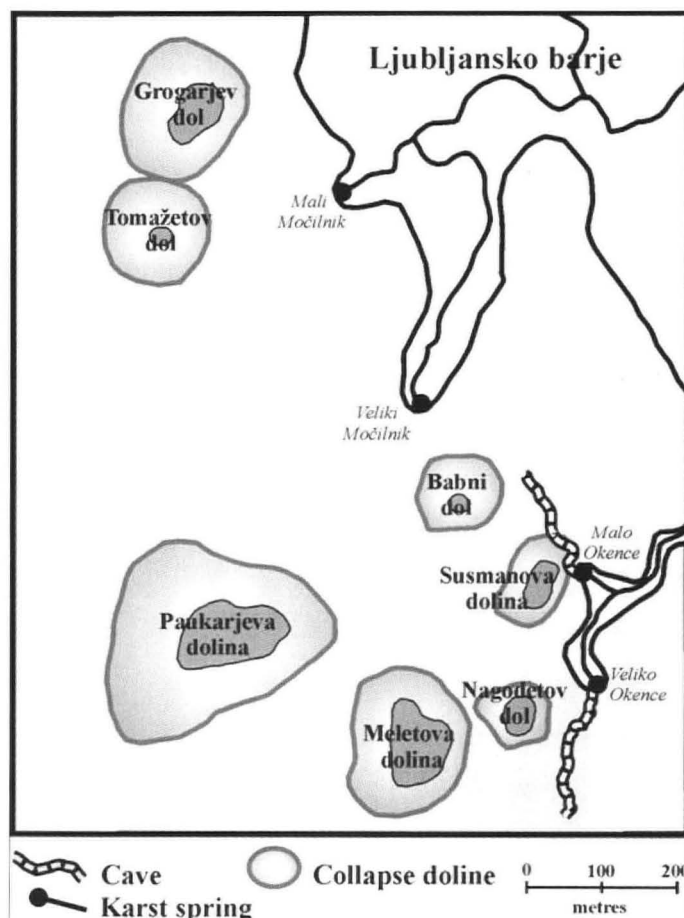 Ljubljansko barje
Grogarjev
dol
Mali
Močilnik
Tomažetov
dol
Veliki
Močilnik
Babni
dol
Malo
Okence
Susmanova
dolina
Paukarjeva
dolina
Nagodetov
dol
Veliko
Okence
Meletova
dolina
Cave
Collapse doline
Karst spring
0 100 200
metres